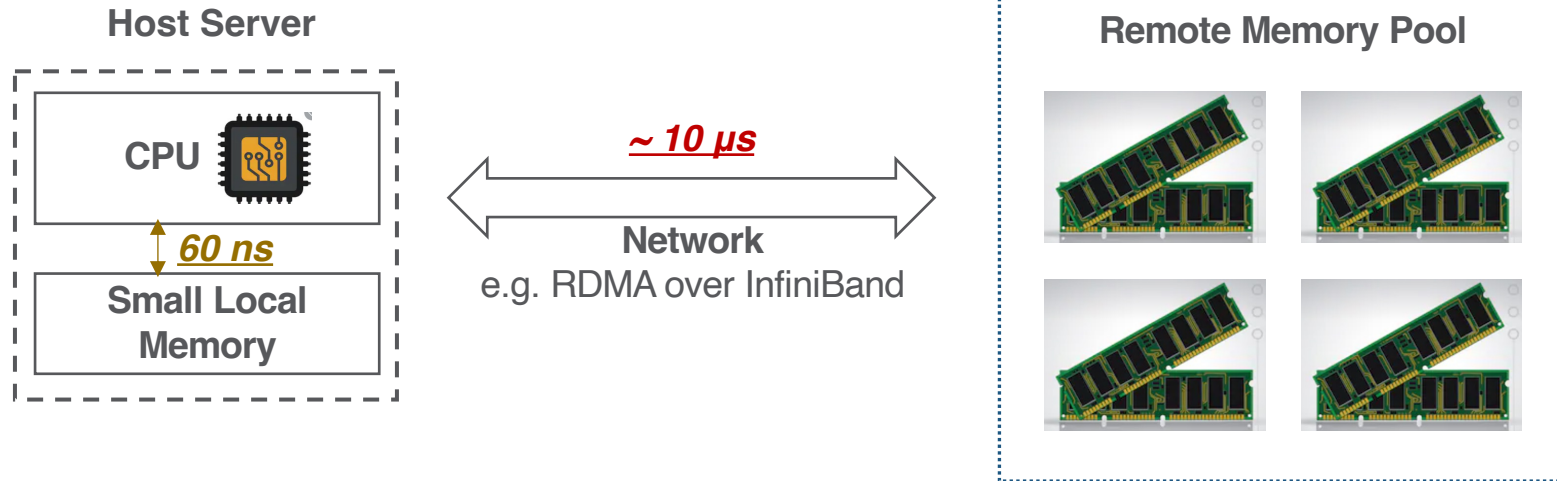 Host Server
CPU
60 ns
Small Local
Memory
~ 10 μs
Network
e.g. RDMA over InfiniBand
Remote Memory Pool